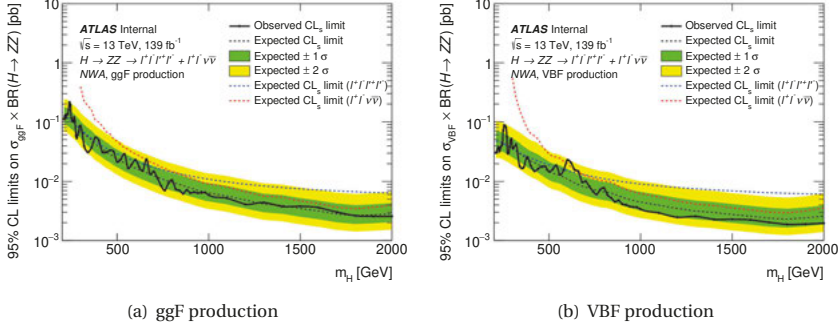 95% CL limits on σggF × BR(H → ZZ) [pb]
ATLAS Internal
√s = 13 TeV, 139 fb⁻¹
H → ZZ → l⁺l⁻l⁺l⁻ + l⁺l⁻νν̄
NWA, ggF production
Observed CLs limit
Expected CLs limit
Expected ± 1 σ
Expected ± 2 σ
Expected CLs limit (l⁺l⁻l⁺l⁻)
Expected CLs limit (l⁺l⁻νν̄)
10
1
10⁻¹
10⁻²
10⁻³
500 1000 1500 2000
mH [GeV]
(a) ggF production
95% CL limits on σVBF × BR(H → ZZ) [pb]
ATLAS Internal
√s = 13 TeV, 139 fb⁻¹
H → ZZ → l⁺l⁻l⁺l⁻ + l⁺l⁻νν̄
NWA, VBF production
Observed CLs limit
Expected CLs limit
Expected ± 1 σ
Expected ± 2 σ
Expected CLs limit (l⁺l⁻l⁺l⁻)
Expected CLs limit (l⁺l⁻νν̄)
10
1
10⁻¹
10⁻²
10⁻³
500 1000 1500 2000
mH [GeV]
(b) VBF production